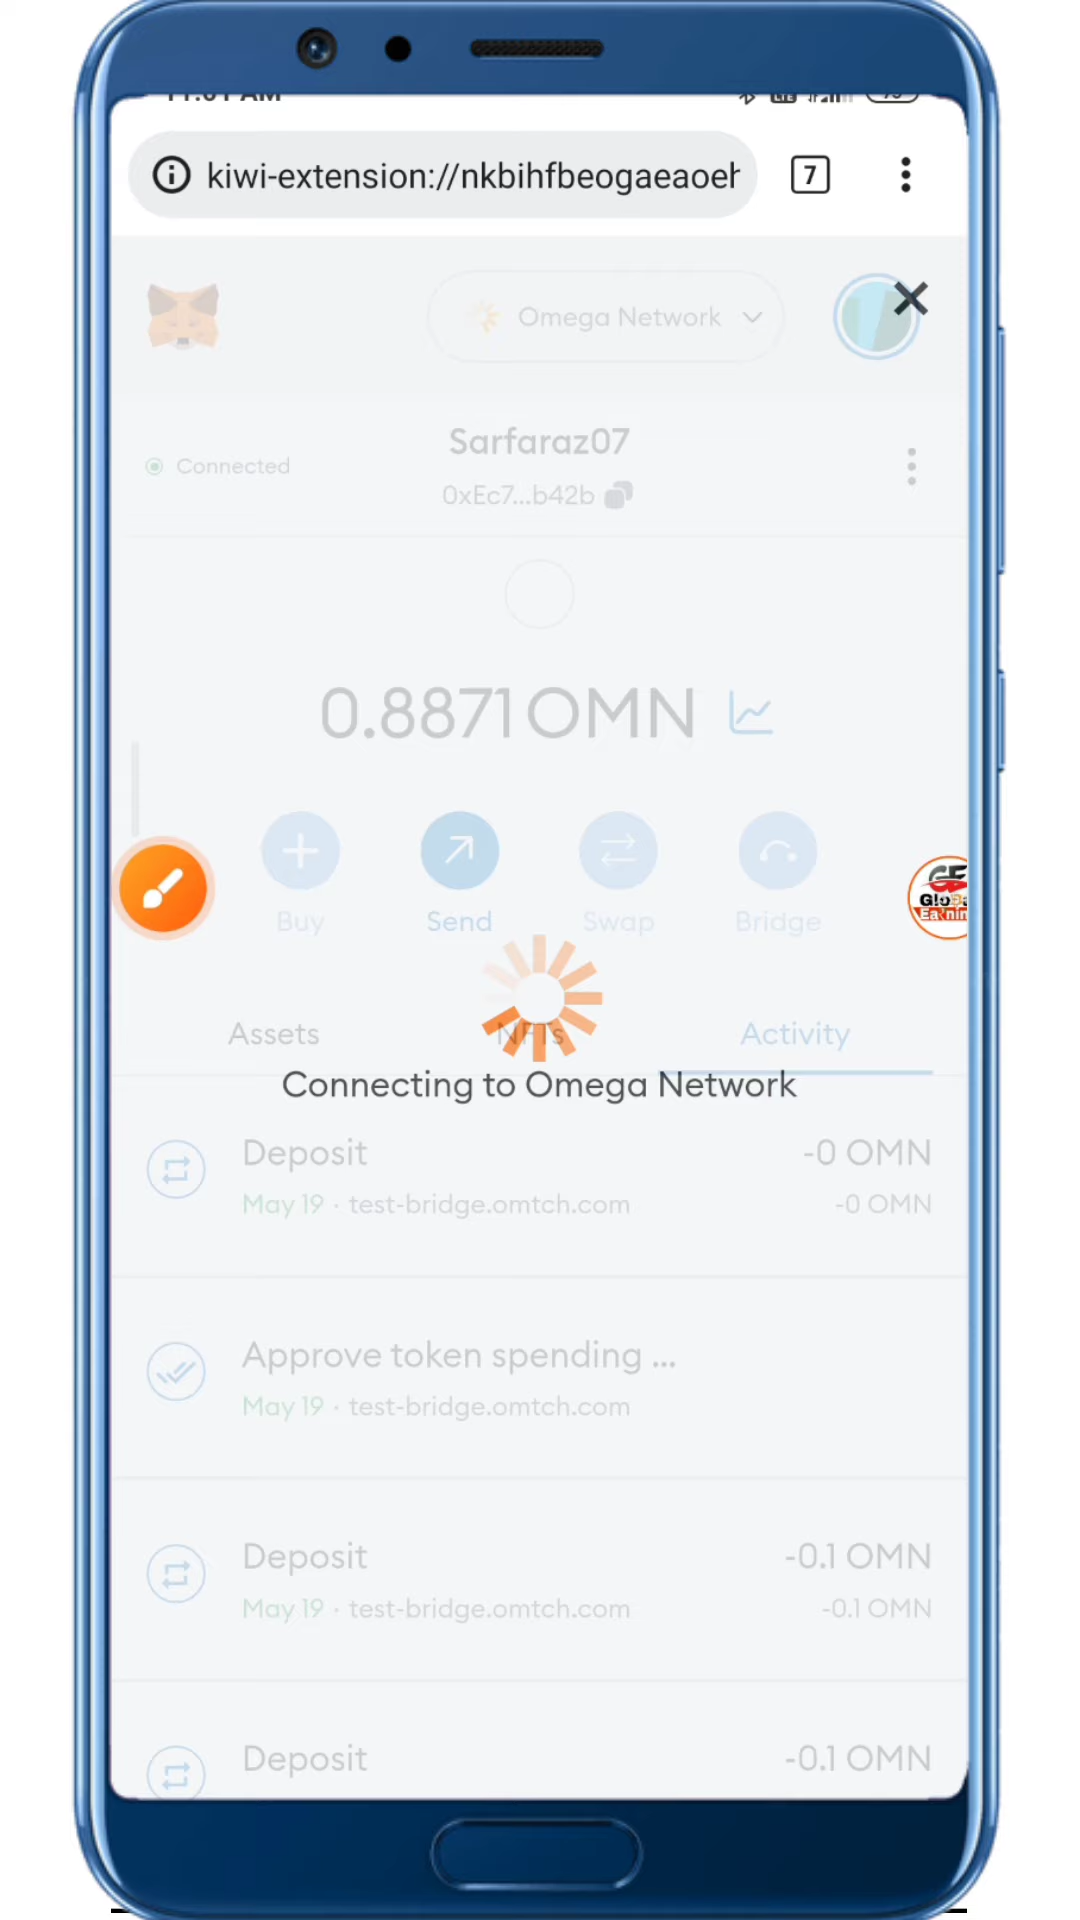 11:01 AM
kiwi-extension://nkbihfbeogaeaoeh
7
Omega Network
Sarfaraz07
Connected
0xEc7...b42b
0.8871 OMN
Buy
Send
Swap
Bridge
Assets
NFTs
Activity
Connecting to Omega Network
Deposit
-0 OMN
May 19 · test-bridge.omtch.com
-0 OMN
Approve token spending ...
May 19 · test-bridge.omtch.com
Deposit
-0.1 OMN
May 19 · test-bridge.omtch.com
-0.1 OMN
Deposit
-0.1 OMN